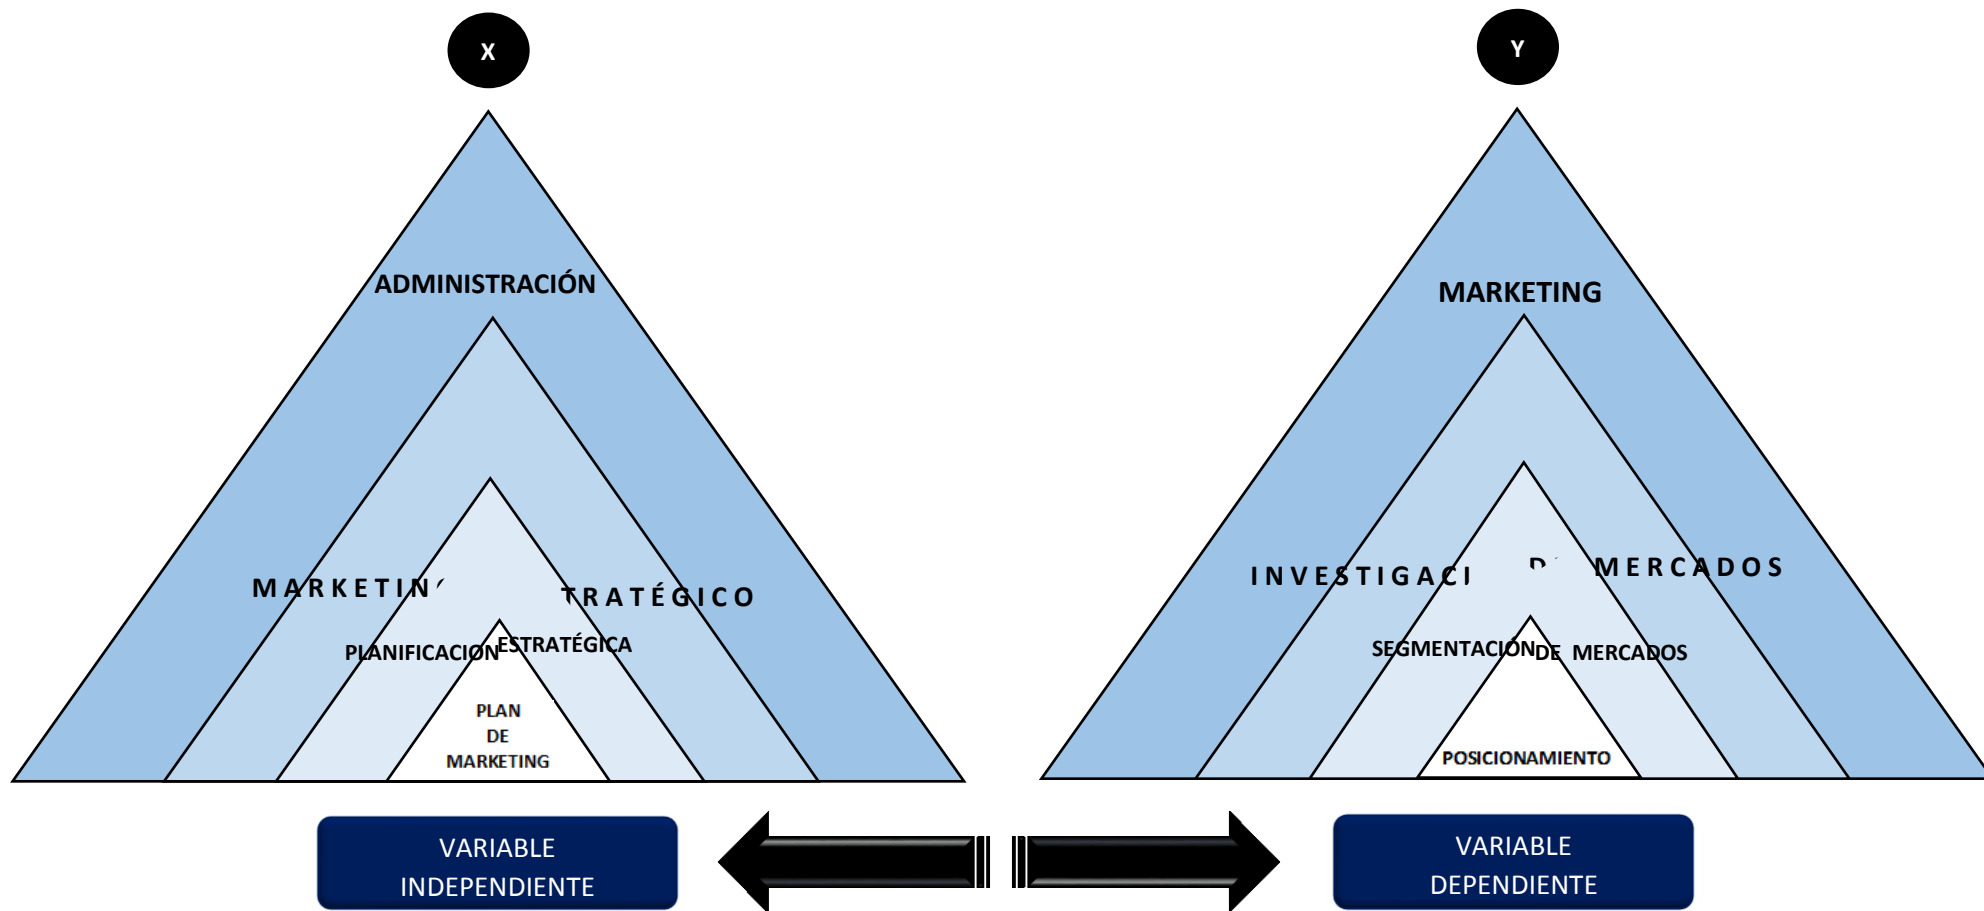 X
Y
ADMINISTRACIÓN
MARKETING
MARKETIN TRATÉGICO
INVESTIGACI MERCADOS
PLANIFICACION ESTRATÉGICA
SEGMENTACIÓN DE MERCADOS
PLAN
DE
MARKETING
POSICIONAMIENTO
VARIABLE
INDEPENDIENTE
VARIABLE
DEPENDIENTE